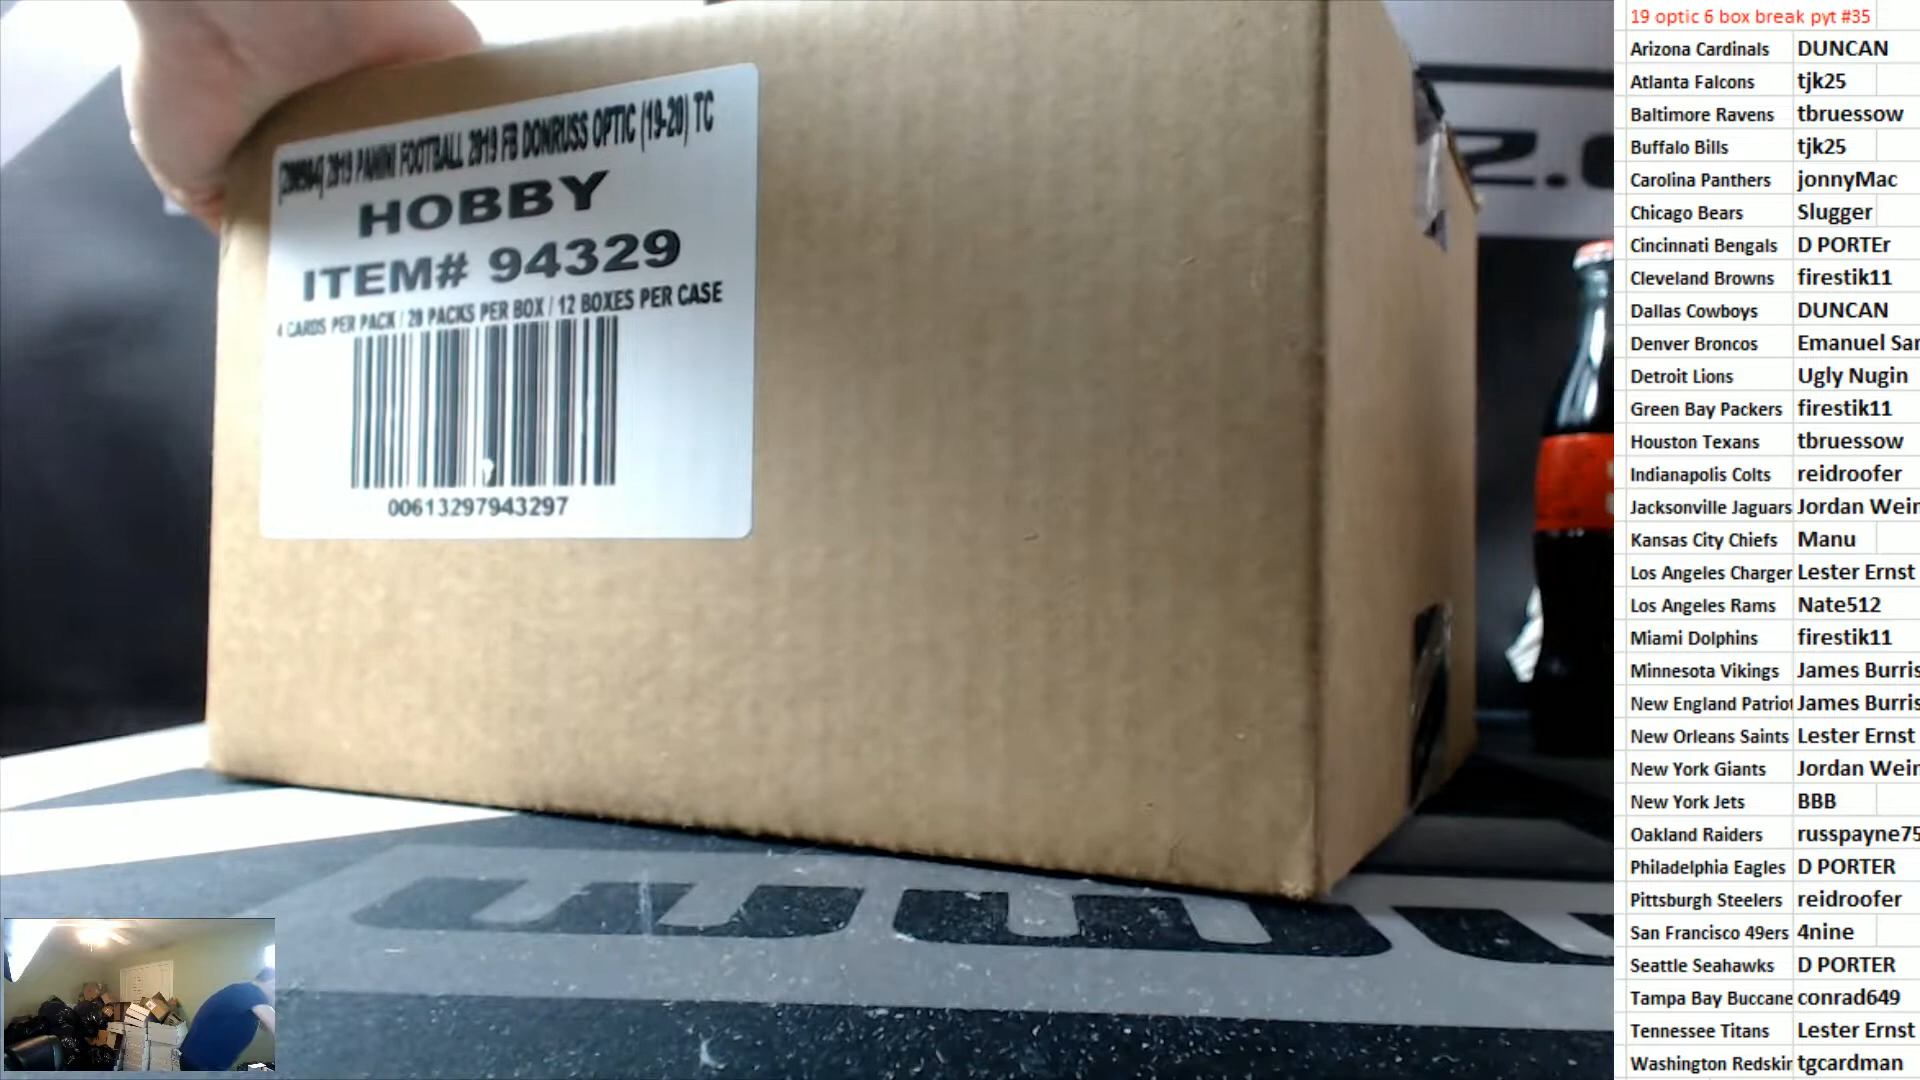 [200904] 2019 PANINI FOOTBALL 2019 FB DONRUSS OPTIC (19-20) TC
HOBBY
ITEM# 94329
4 CARDS PER PACK / 20 PACKS PER BOX / 12 BOXES PER CASE
00613297943297
19 optic 6 box break pyt #35
Arizona Cardinals DUNCAN
Atlanta Falcons tjk25
Baltimore Ravens tbruessow
Buffalo Bills tjk25
Carolina Panthers jonnyMac
Chicago Bears Slugger
Cincinnati Bengals D PORTEr
Cleveland Browns firestik11
Dallas Cowboys DUNCAN
Denver Broncos Emanuel Sar
Detroit Lions Ugly Nugin
Green Bay Packers firestik11
Houston Texans tbruessow
Indianapolis Colts reidroofer
Jacksonville Jaguars Jordan Wein
Kansas City Chiefs Manu
Los Angeles Charger Lester Ernst
Los Angeles Rams Nate512
Miami Dolphins firestik11
Minnesota Vikings James Burris
New England Patriot James Burris
New Orleans Saints Lester Ernst
New York Giants Jordan Wein
New York Jets BBB
Oakland Raiders russpayne75
Philadelphia Eagles D PORTER
Pittsburgh Steelers reidroofer
San Francisco 49ers 4nine
Seattle Seahawks D PORTER
Tampa Bay Buccane conrad649
Tennessee Titans Lester Ernst
Washington Redskin tgcardman